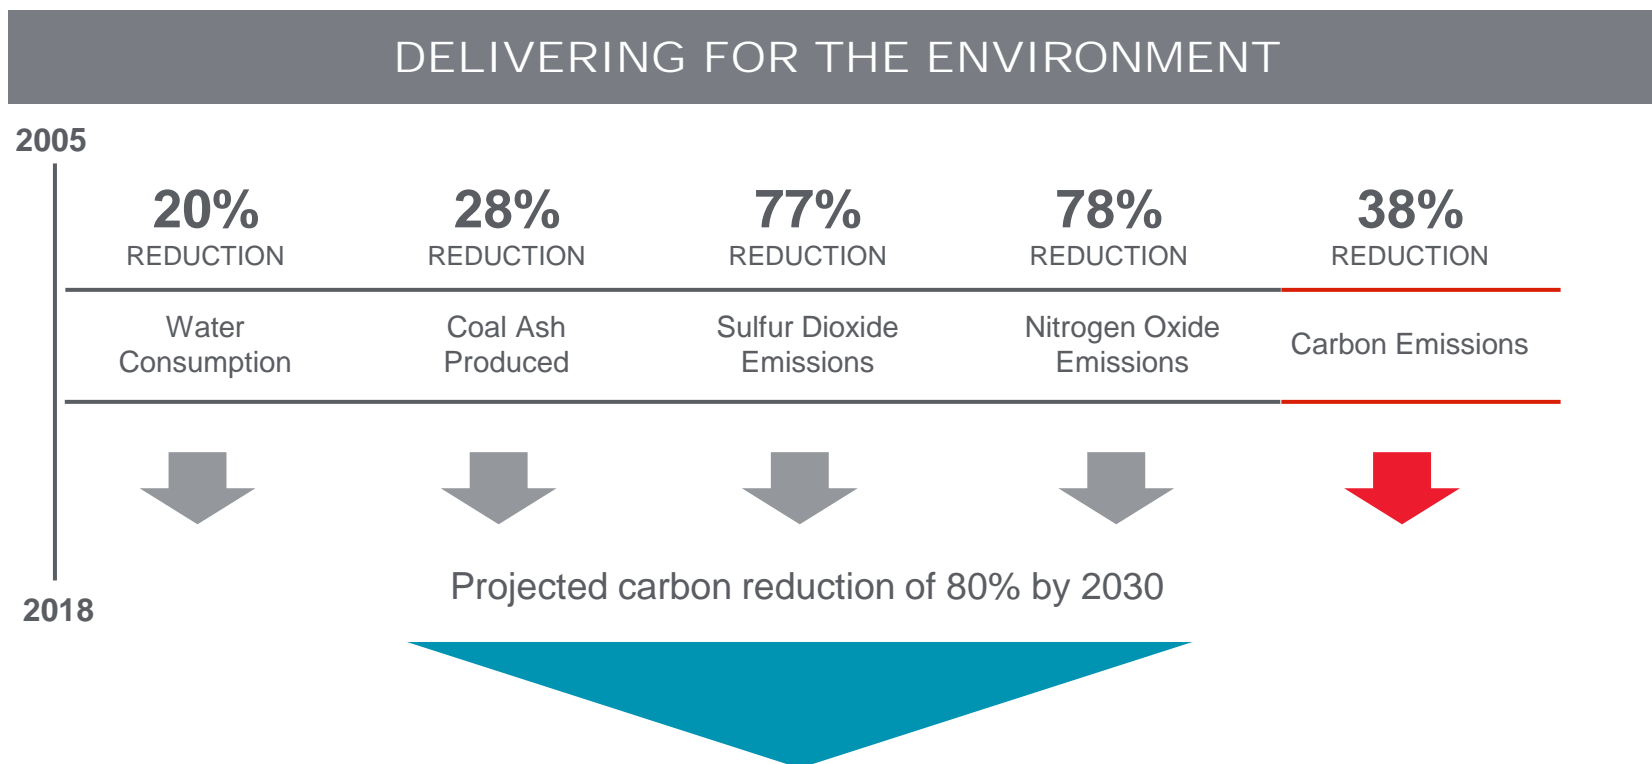 DELIVERING FOR THE ENVIRONMENT
2005
20%
REDUCTION
28%
REDUCTION
77%
REDUCTION
78%
REDUCTION
38%
REDUCTION
Water
Consumption
Coal Ash
Produced
Sulfur Dioxide
Emissions
Nitrogen Oxide
Emissions
Carbon Emissions
Projected carbon reduction of 80% by 2030
2018